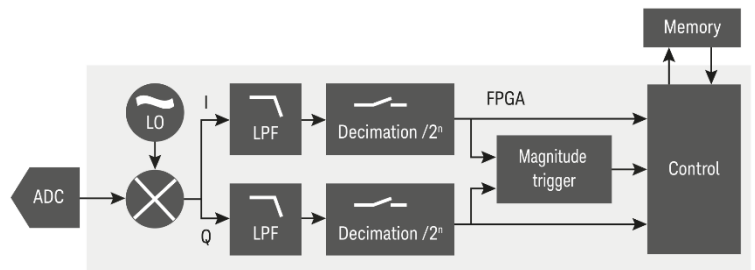 Memory
LO
I
LPF
Decimation /2ⁿ
FPGA
Magnitude
trigger
Control
ADC
Q
LPF
Decimation /2ⁿ